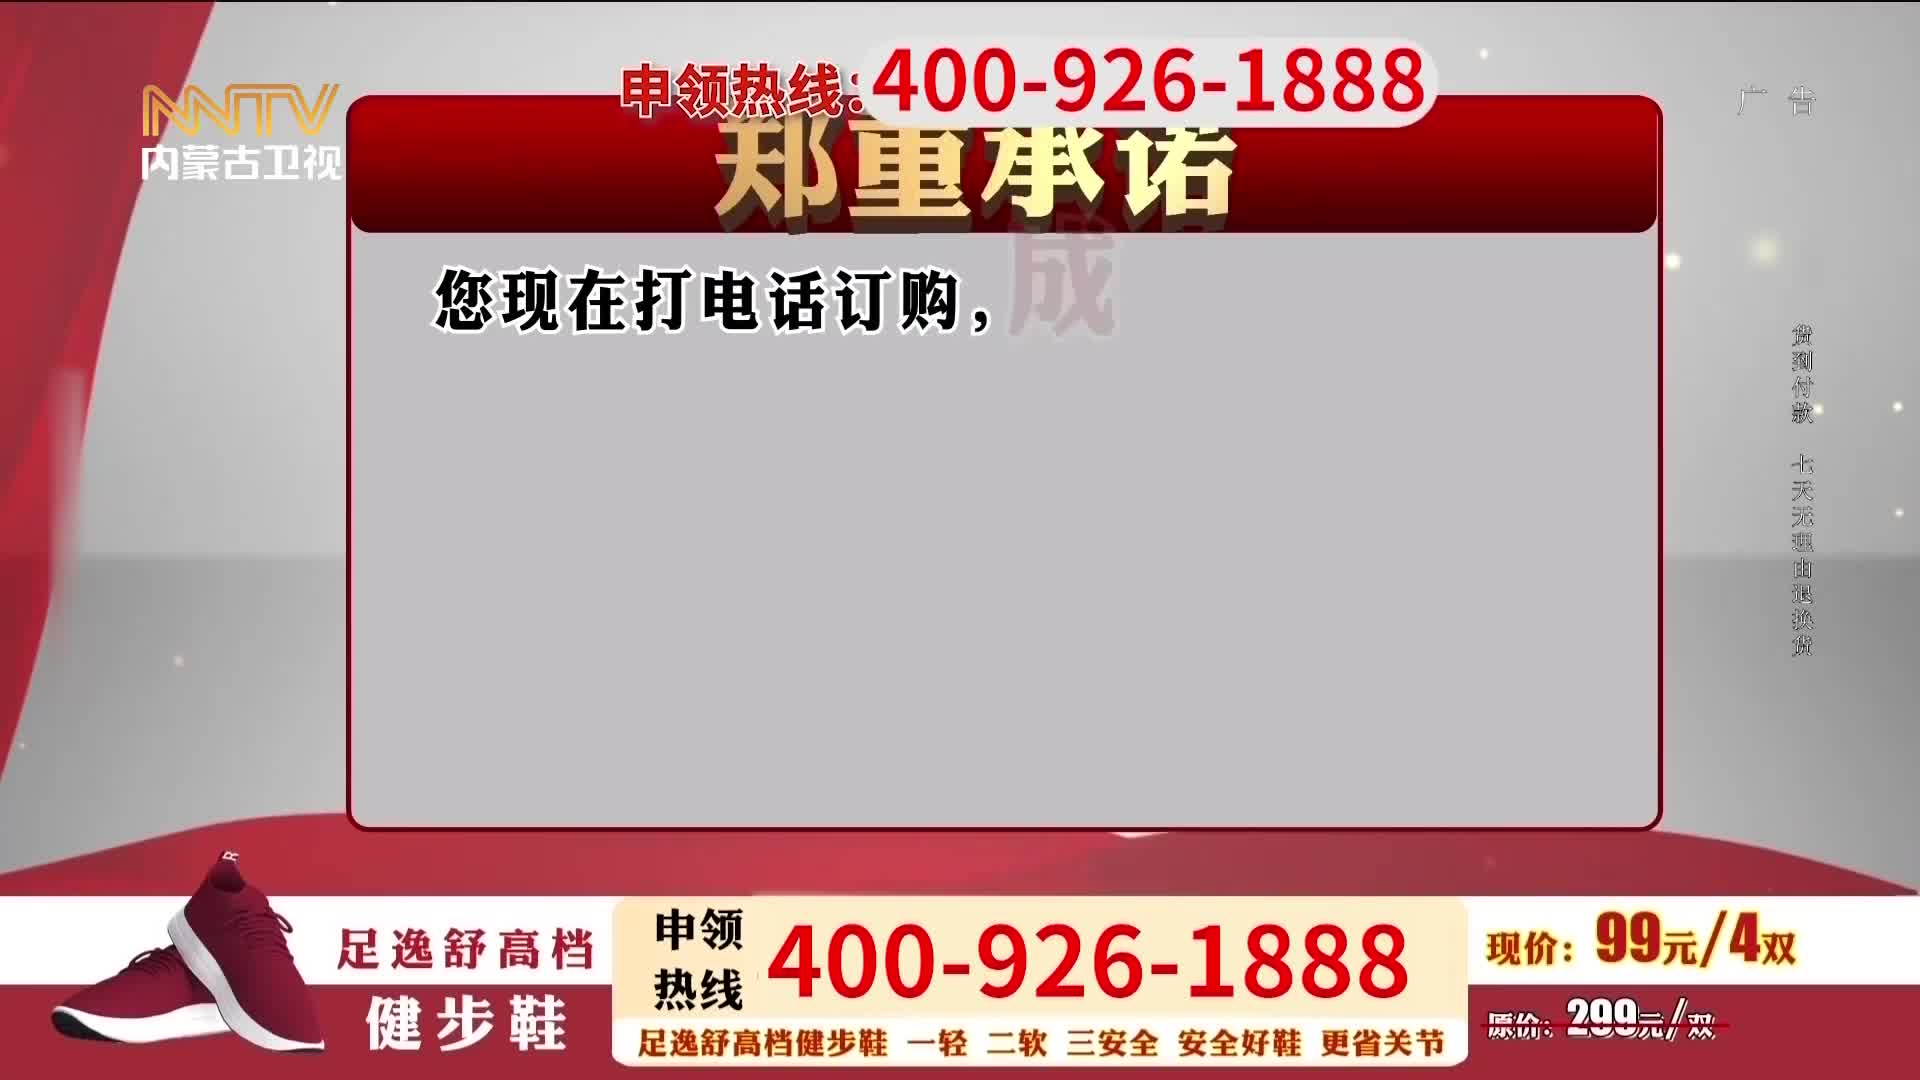 申领热线：400-926-1888
NNTV
内蒙古卫视
广告
郑重承诺
您现在打电话订购，成
货到付款 七天无理由退换货
足逸舒高档
健步鞋
申领
热线
400-926-1888
足逸舒高档健步鞋 一轻 二软 三安全 安全好鞋 更省关节
现价：99元/4双
原价：299元/双